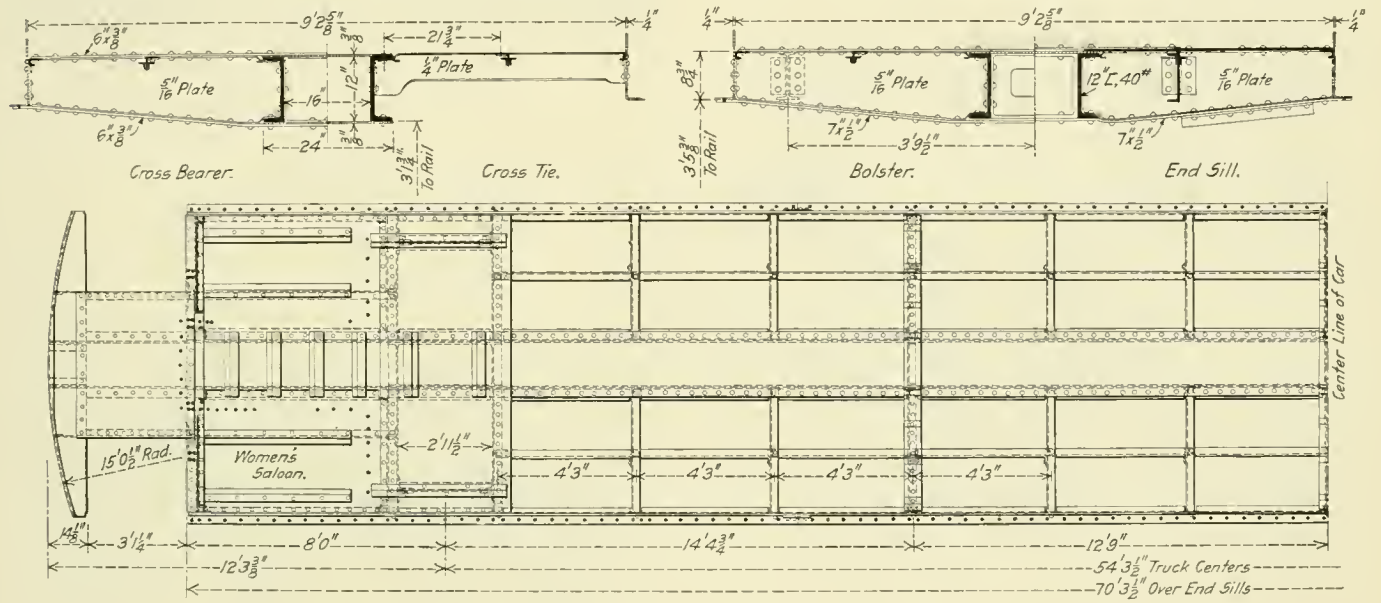 9'2 5/8" 1/4"
6"x 3/8"
3/8"
21 3/4"
1/4" Plate
5/16" Plate
16"
12"
6"x 3/8"
3/8"
24"
3'1 3/4" To Rail
Cross Bearer.
Cross Tie.
1/4" 9'2 5/8" 1/4"
8 3/4"
5/16" Plate
12"[, 40#
5/16" Plate
7"x 1/2"
7"x 1/2"
3'9 1/2"
3'5 3/8" To Rail
Bolster.
End Sill.
Center Line of Car
15'0 1/2" Rad.
Women's
Saloon.
2'11 1/2"
4'3" 4'3" 4'3" 4'3"
14 1/8" 3'1 1/4" 8'0" 14'4 3/4" 12'9"
12'3 3/8" 54'3 1/2" Truck Centers
70'3 1/2" Over End Sills